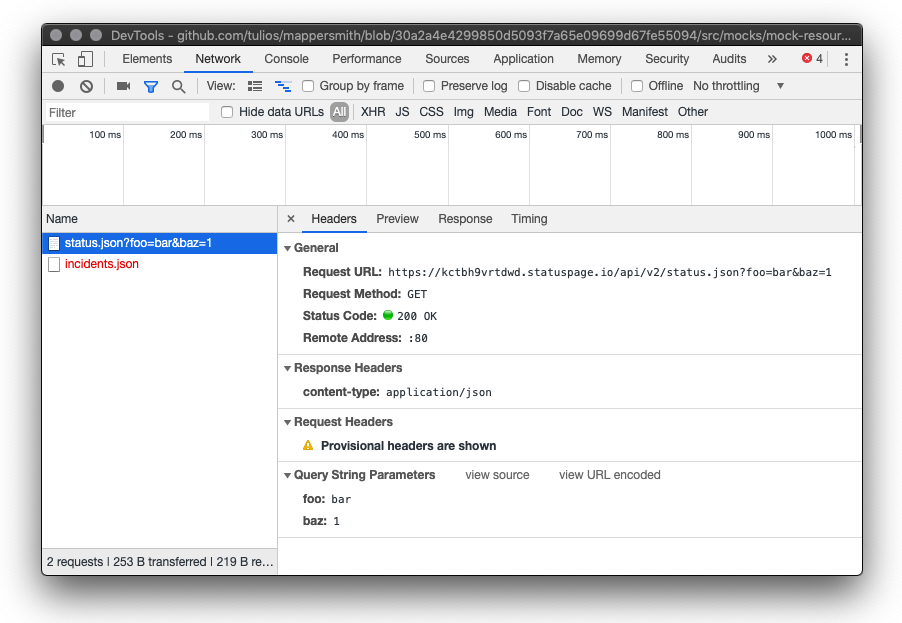 DevTools - github.com/tulios/mappersmith/blob/30a2a4e4299850d5093f7a65e09699d67fe55094/src/mocks/mock-resour...
Elements Network Console Performance Sources Application Memory Security Audits » 4
View: Group by frame Preserve log Disable cache Offline No throttling
Filter Hide data URLs All XHR JS CSS Img Media Font Doc WS Manifest Other
100 ms 200 ms 300 ms 400 ms 500 ms 600 ms 700 ms 800 ms 900 ms 1000 ms
Name
status.json?foo=bar&baz=1
incidents.json
2 requests | 253 B transferred | 219 B re...
× Headers Preview Response Timing
General
Request URL: https://kctbh9vrtdwd.statuspage.io/api/v2/status.json?foo=bar&baz=1
Request Method: GET
Status Code: 200 OK
Remote Address: :80
Response Headers
content-type: application/json
Request Headers
Provisional headers are shown
Query String Parameters view source view URL encoded
foo: bar
baz: 1